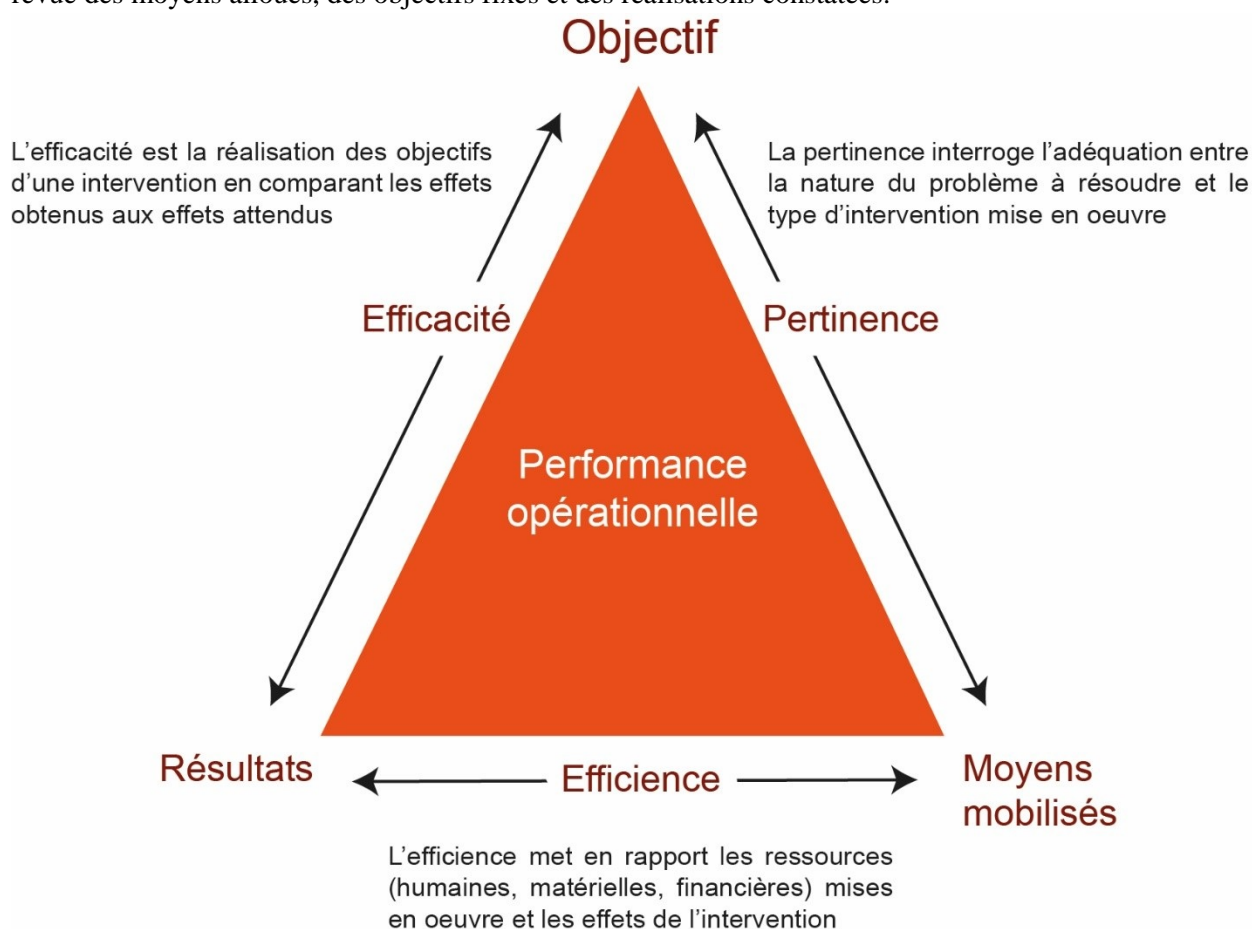 revue des moyens alloués, des objectifs fixés et des réalisations constatées.
Objectif
L'efficacité est la réalisation des objectifs
d'une intervention en comparant les effets
obtenus aux effets attendus
La pertinence interroge l'adéquation entre
la nature du problème à résoudre et le
type d'intervention mise en oeuvre
Efficacité
Pertinence
Performance
opérationnelle
Résultats
Efficience
Moyens
mobilisés
L'efficience met en rapport les ressources
(humaines, matérielles, financières) mises
en oeuvre et les effets de l'intervention